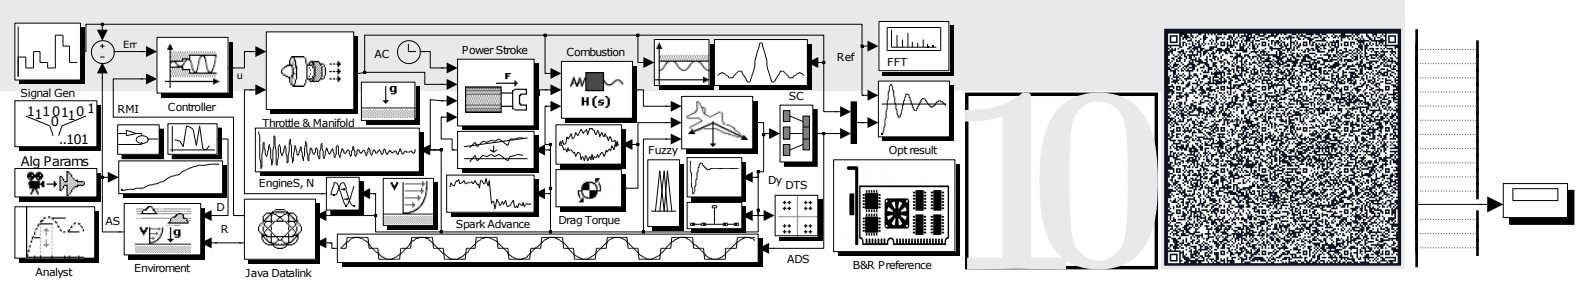 Err
u
Signal Gen
Controller
RMI
1 1 1 0 1 1 0 1
0 1
..101
Alg Params
Analyst
AS
D
R
Enviroment
Throttle & Manifold
g
EngineS, N
V
V
g
Java Datalink
AC
Power Stroke
F
Spark Advance
Combustion
H(s)
Drag Torque
Fuzzy
SC
Dy
DTS
ADS
Ref
FFT
Opt result
B&R Preference
10